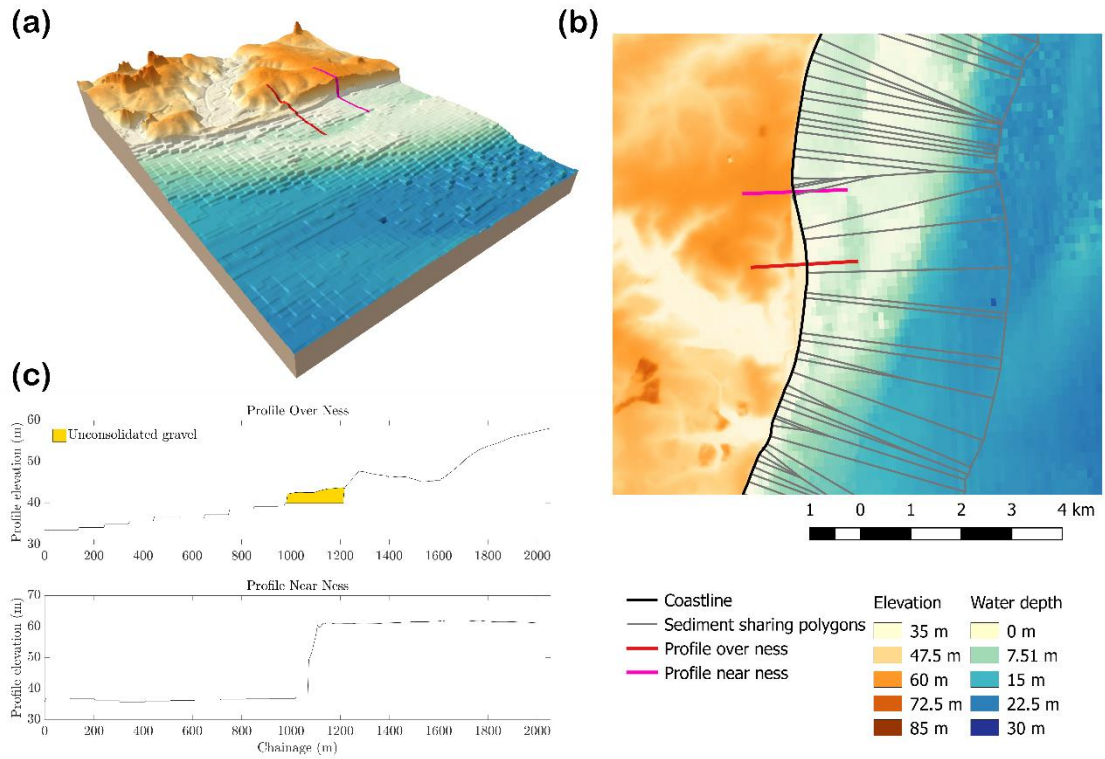 (a)
(b)
(c)
Profile Over Ness
Unconsolidated gravel
Profile elevation (m)
60
50
40
30
0 200 400 600 800 1000 1200 1400 1600 1800 2000
Profile Near Ness
Profile elevation (m)
70
60
50
40
30
0 200 400 600 800 1000 1200 1400 1600 1800 2000
Chainage (m)
1 0 1 2 3 4 km
Coastline
Sediment sharing polygons
Profile over ness
Profile near ness
Elevation
35 m
47.5 m
60 m
72.5 m
85 m
Water depth
0 m
7.51 m
15 m
22.5 m
30 m